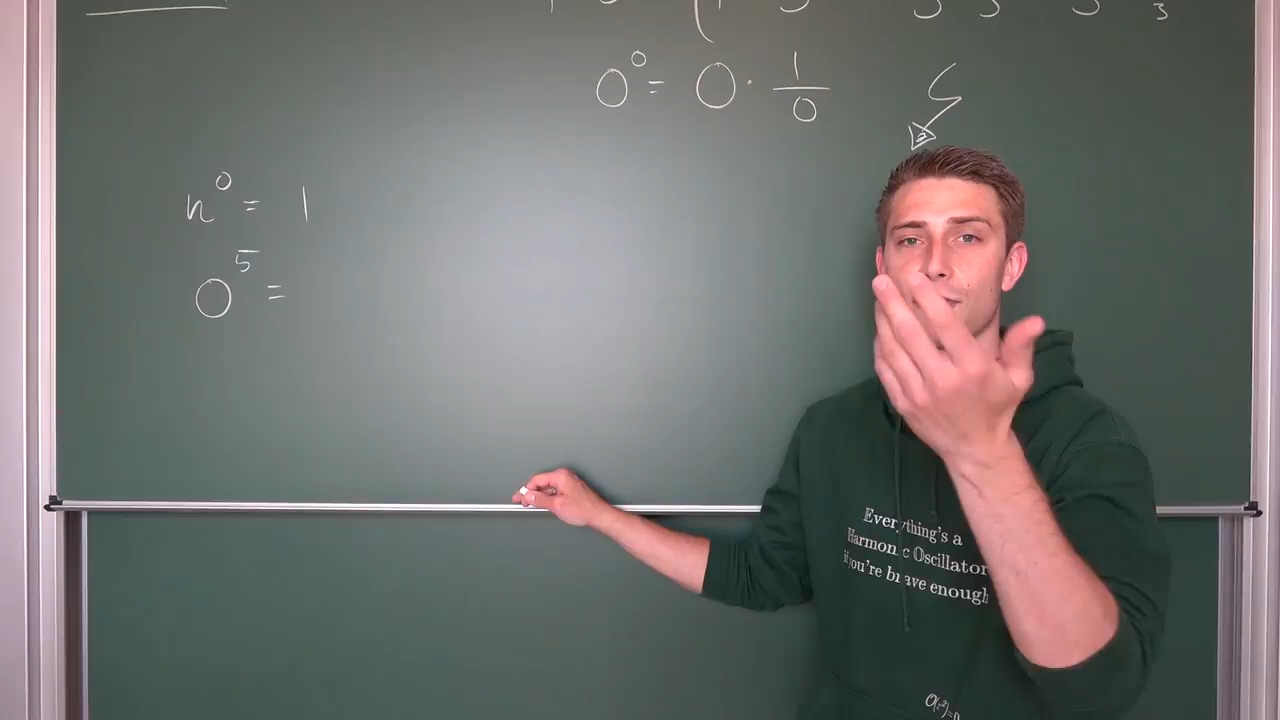 0⁰ = 0 · 1/0
n⁰ = 1
0⁵ =
Everything's a
Harmonic Oscillator
if you're brave enough